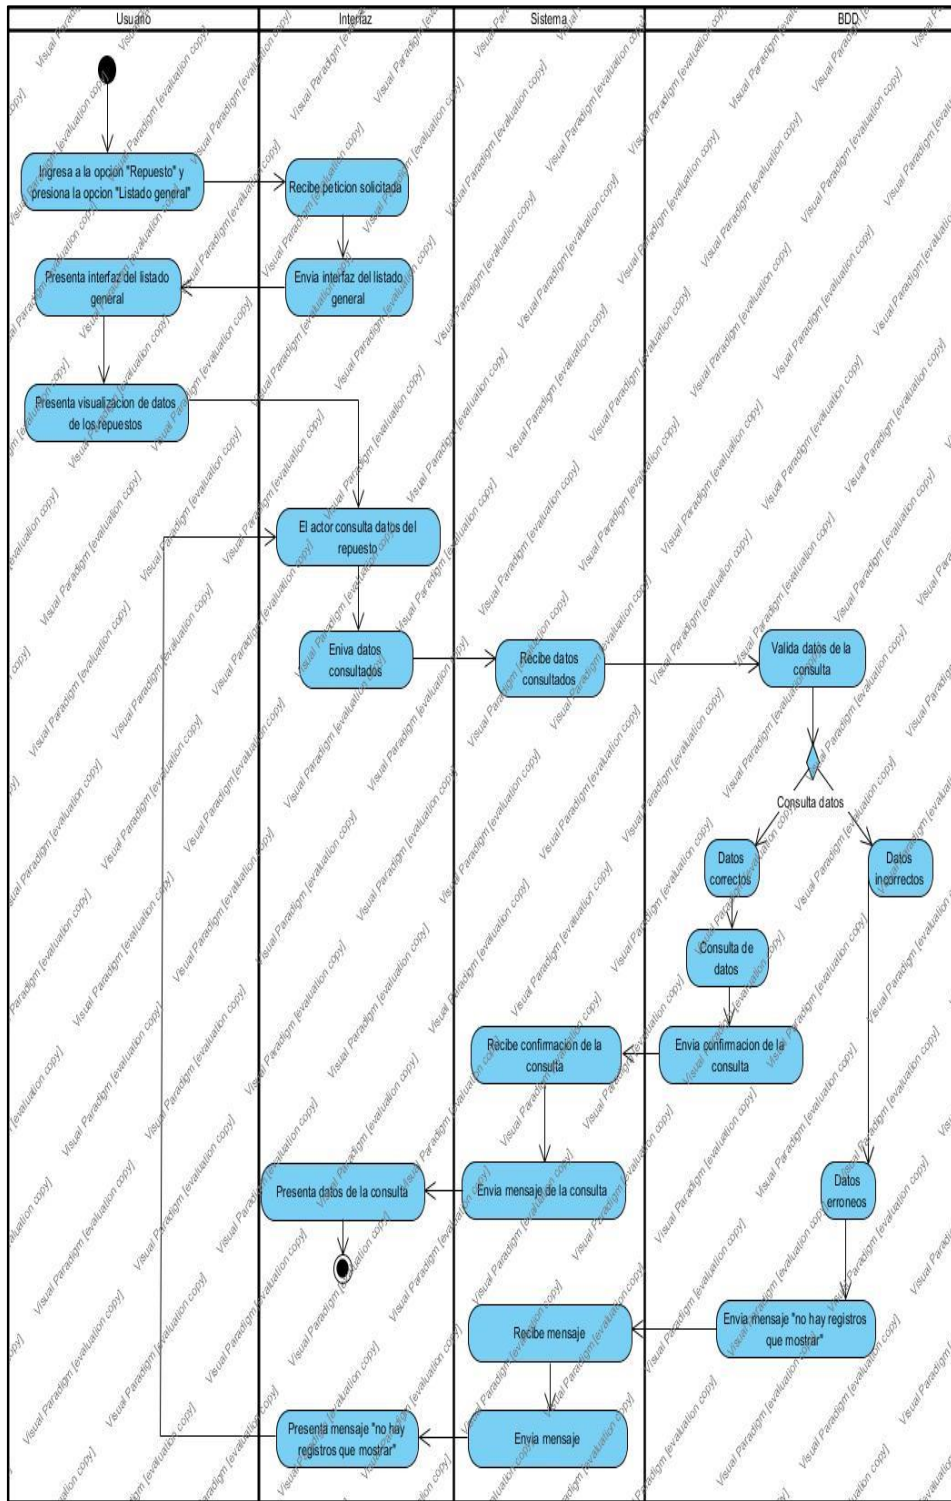 Usuario
Interfaz
Sistema
BDD
Ingresa a la opcion "Repuesto" y
presiona la opcion "Listado general"
Recibe peticion solicitada
Presenta interfaz del listado
general
Envia interfaz del listado
general
Presenta visualizacion de datos
de los repuestos
El actor consulta datos del
repuesto
Eniva datos
consultados
Recibe datos
consultados
Valida datos de la
consulta
Consulta datos
Datos
correctos
Datos
incorrectos
Consulta de
datos
Recibe confirmacion de la
consulta
Envia confirmacion de la
consulta
Presenta datos de la consulta
Envia mensaje de la consulta
Datos
erroneos
Recibe mensaje
Envia mensaje "no hay registros
que mostrar"
Presenta mensaje "no hay
registros que mostrar"
Envia mensaje
Visual Paradigm [evaluation copy]